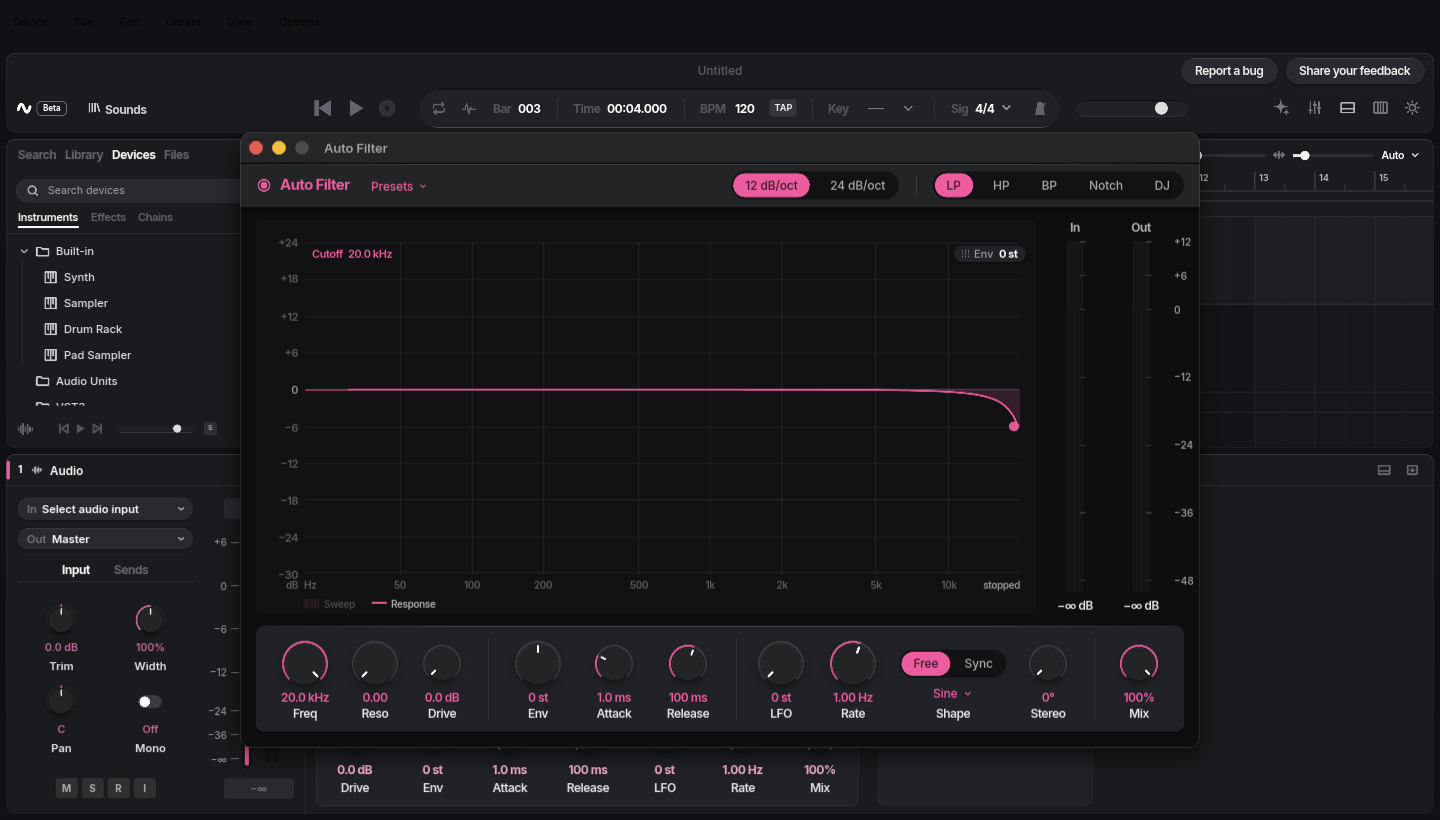 Device File Edit Create View Options
Untitled
Report a bug Share your feedback
Beta Sounds
Bar 003 Time 00:04.000 BPM 120 TAP Key — Sig 4/4
Search Library Devices Files
Auto Filter
Auto
Auto Filter Presets 12 dB/oct 24 dB/oct LP HP BP Notch DJ
12 13 14 15
Search devices
Instruments Effects Chains
Built-in
Synth
Sampler
Drum Rack
Pad Sampler
Audio Units
VST3
S
In Out
Cutoff 20.0 kHz
Env 0 st
+24
+18
+12
+6
0
−6
−12
−18
−24
−30
dB Hz 50 100 200 500 1k 2k 5k 10k stopped
Sweep Response
+12
+6
0
−12
−24
−36
−48
−∞ dB −∞ dB
1 Audio
In Select audio input
Out Master
Input Sends
0.0 dB 100%
Trim Width
C Off
Pan Mono
M S R I
+6
0
−6
−12
−24
−36
−∞
−∞
20.0 kHz 0.00 0.0 dB 0 st 1.0 ms 100 ms 0 st 1.00 Hz
Freq Reso Drive Env Attack Release LFO Rate
Free Sync
Sine
Shape
0° 100%
Stereo Mix
0.0 dB 0 st 1.0 ms 100 ms 0 st 1.00 Hz 100%
Drive Env Attack Release LFO Rate Mix